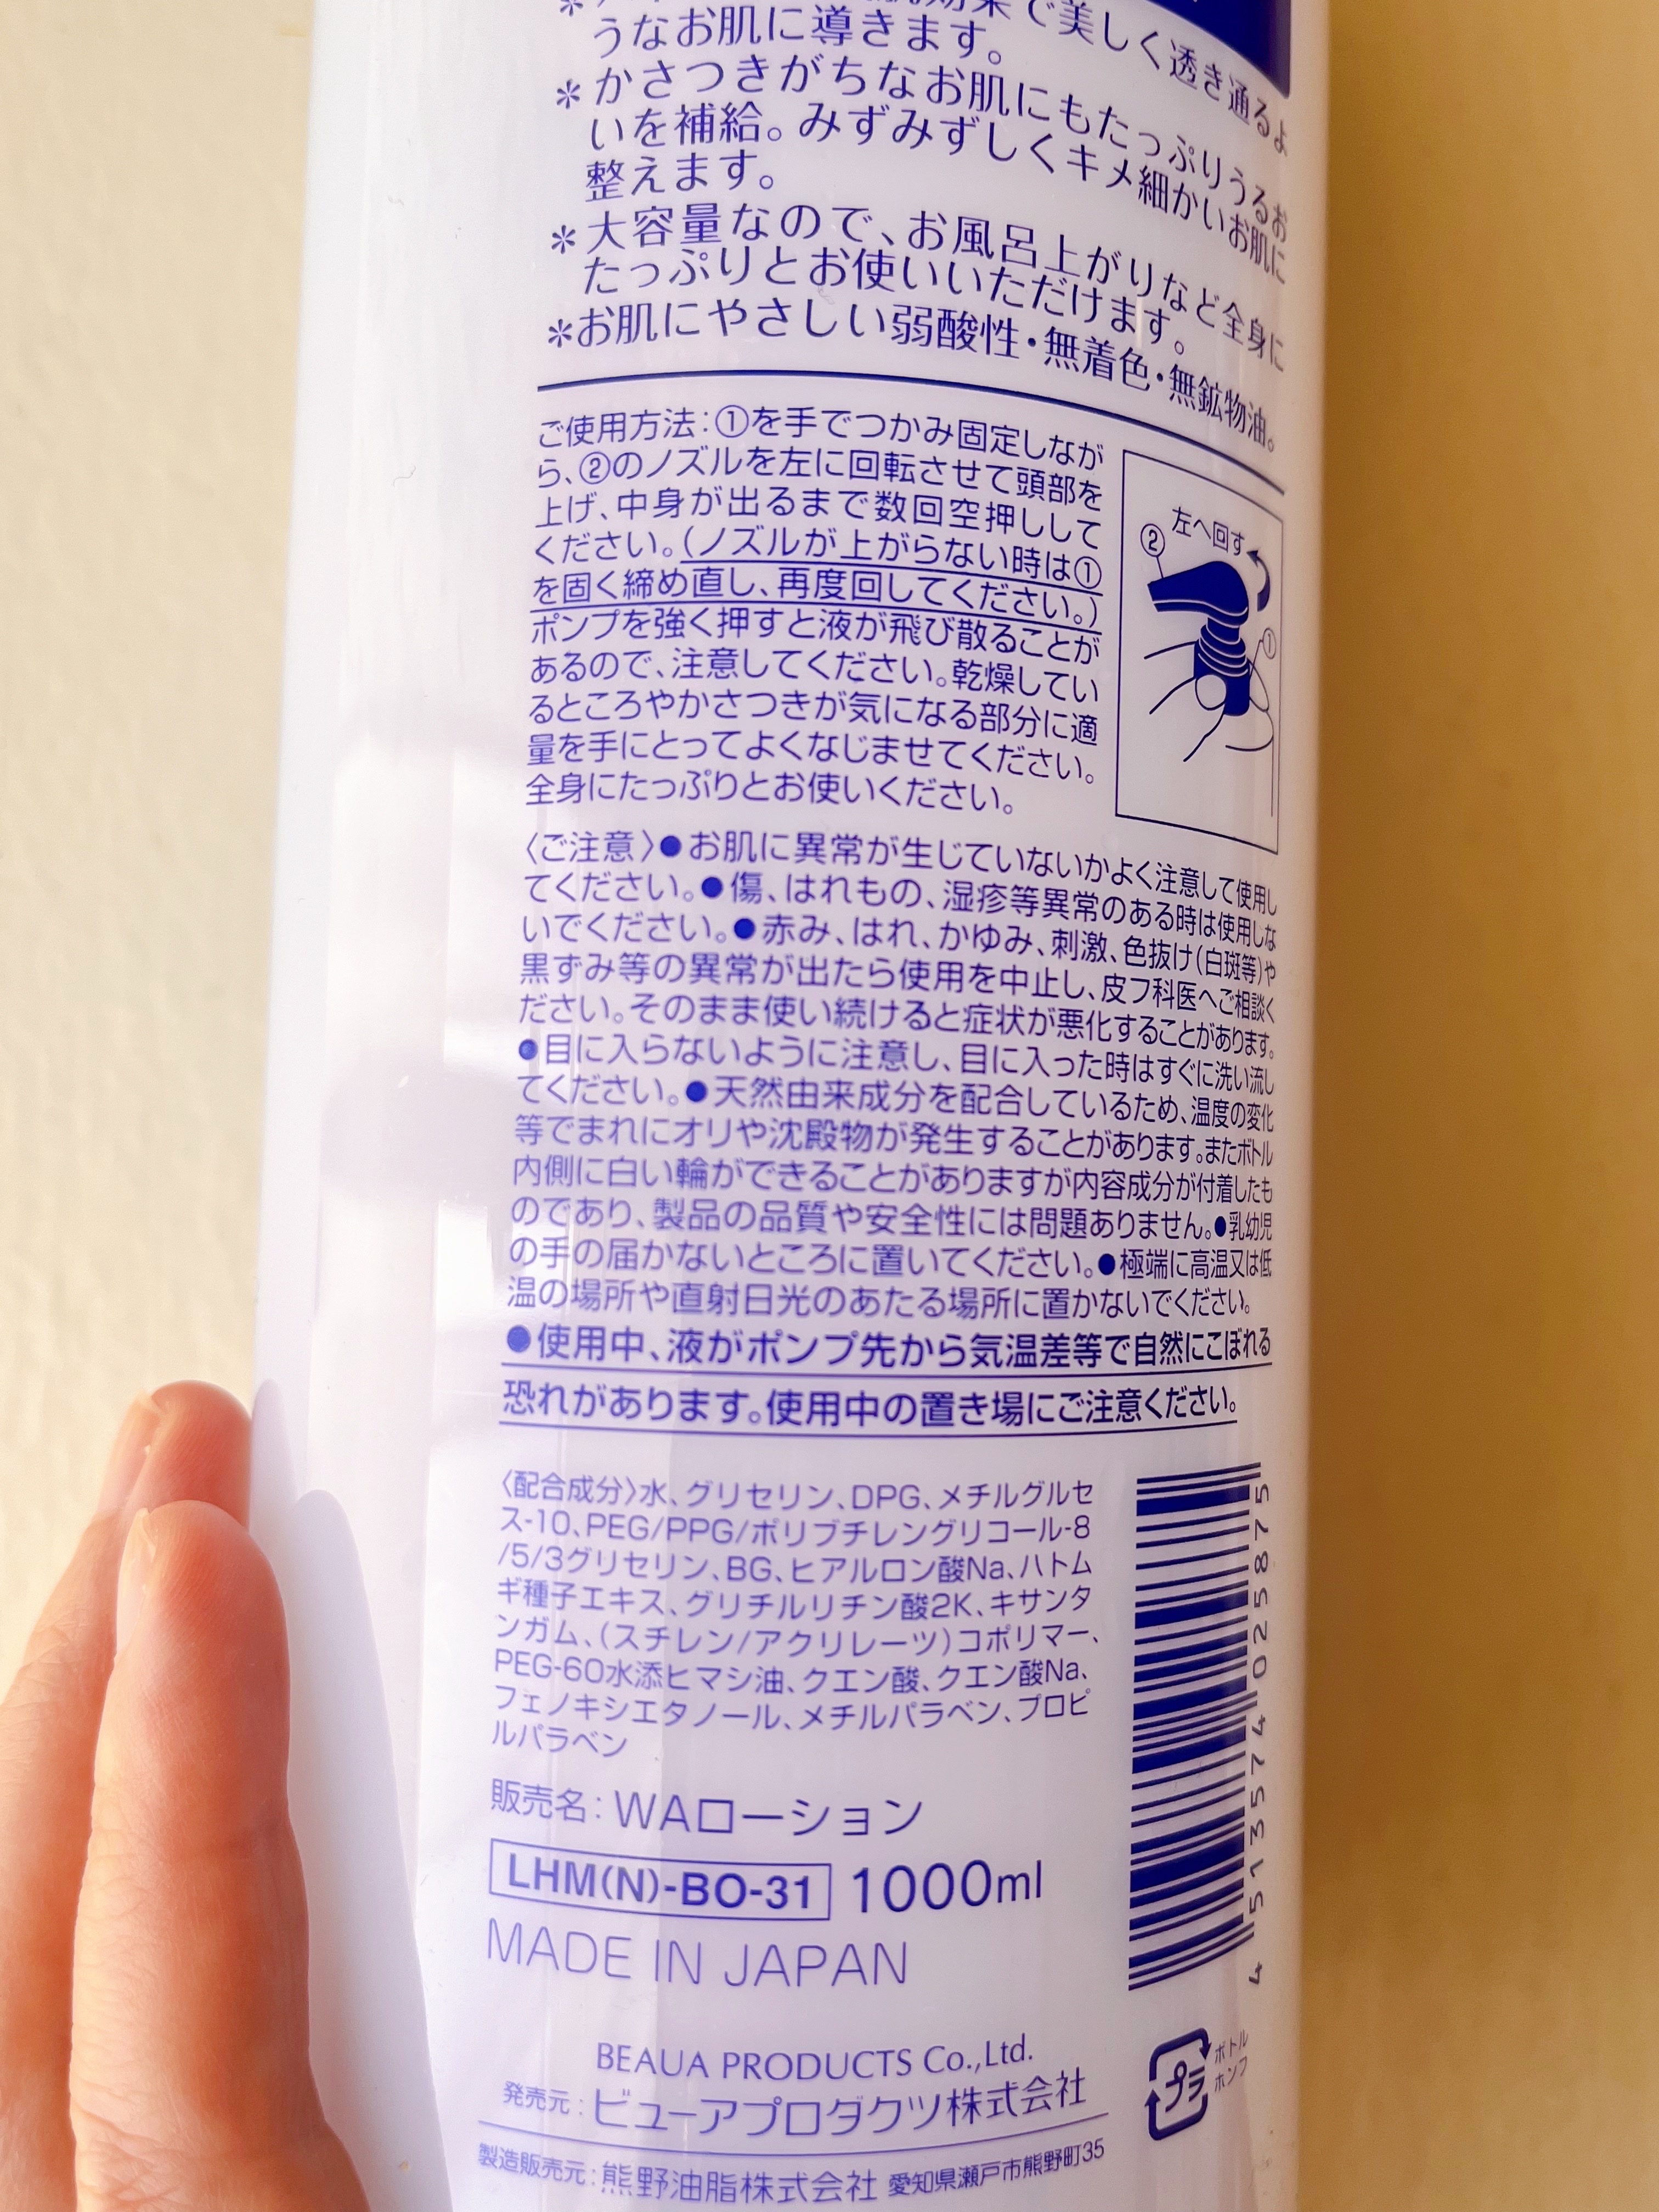 で美しく透き通るよ
うなお肌に導きます。
＊かさつきがちなお肌にもたっぷりうるお
いを補給。みずみずしくキメ細かいお肌に
整えます。
＊大容量なので、お風呂上がりなど全身に
たっぷりとお使いいただけます。
＊お肌にやさしい弱酸性・無着色・無鉱物油。
ご使用方法：①を手でつかみ固定しなが
ら、②のノズルを左に回転させて頭部を
上げ、中身が出るまで数回空押しして
ください。（ノズルが上がらない時は①
を固く締め直し、再度回してください。）
ポンプを強く押すと液が飛び散ることが
あるので、注意してください。乾燥してい
るところやかさつきが気になる部分に適
量を手にとってよくなじませてください。
全身にたっぷりとお使いください。
左へ回す
②
①
〈ご注意〉●お肌に異常が生じていないかよく注意して使用し
てください。●傷、はれもの、湿疹等異常のある時は使用しな
いでください。●赤み、はれ、かゆみ、刺激、色抜け（白斑等）や
黒ずみ等の異常が出たら使用を中止し、皮フ科医へご相談く
ださい。そのまま使い続けると症状が悪化することがあります。
●目に入らないように注意し、目に入った時はすぐに洗い流し
てください。●天然由来成分を配合しているため、温度の変化
等でまれにオリや沈殿物が発生することがあります。またボトル
内側に白い輪ができることがありますが内容成分が付着したも
のであり、製品の品質や安全性には問題ありません。●乳幼児
の手の届かないところに置いてください。●極端に高温又は低
温の場所や直射日光のあたる場所に置かないでください。
●使用中、液がポンプ先から気温差等で自然にこぼれる
恐れがあります。使用中の置き場にご注意ください。
〈配合成分〉水、グリセリン、DPG、メチルグルセ
ス-10、PEG/PPG/ポリブチレングリコール-8
/5/3グリセリン、BG、ヒアルロン酸Na、ハトム
ギ種子エキス、グリチルリチン酸2K、キサンタ
ンガム、（スチレン/アクリレーツ）コポリマー、
PEG-60水添ヒマシ油、クエン酸、クエン酸Na、
フェノキシエタノール、メチルパラベン、プロピ
ルパラベン
4 513574 025875
販売名：WAローション
LHM(N)-BO-31 1000ml
MADE IN JAPAN
BEAUA PRODUCTS Co.,Ltd.
発売元：ビューアプロダクツ株式会社
製造販売元：熊野油脂株式会社 愛知県瀬戸市熊野町35
プラ
ボトル
ポンプ